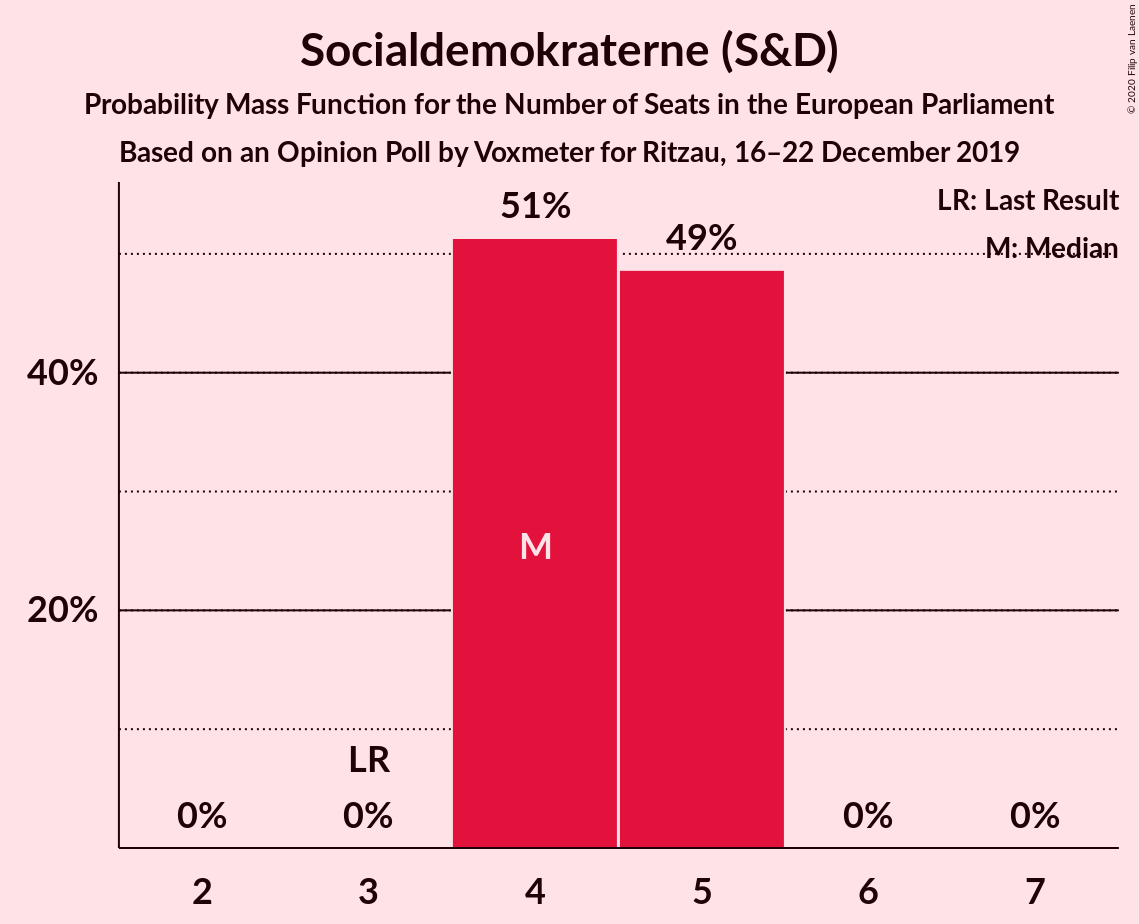 Socialdemokraterne (S&D)
Probability Mass Function for the Number of Seats in the European Parliament
Based on an Opinion Poll by Voxmeter for Ritzau, 16–22 December 2019
© 2020 Filip van Laenen
LR: Last Result
M: Median
51%
49%
40%
M
20%
LR
0%
0%
0%
0%
2
3
4
5
6
7